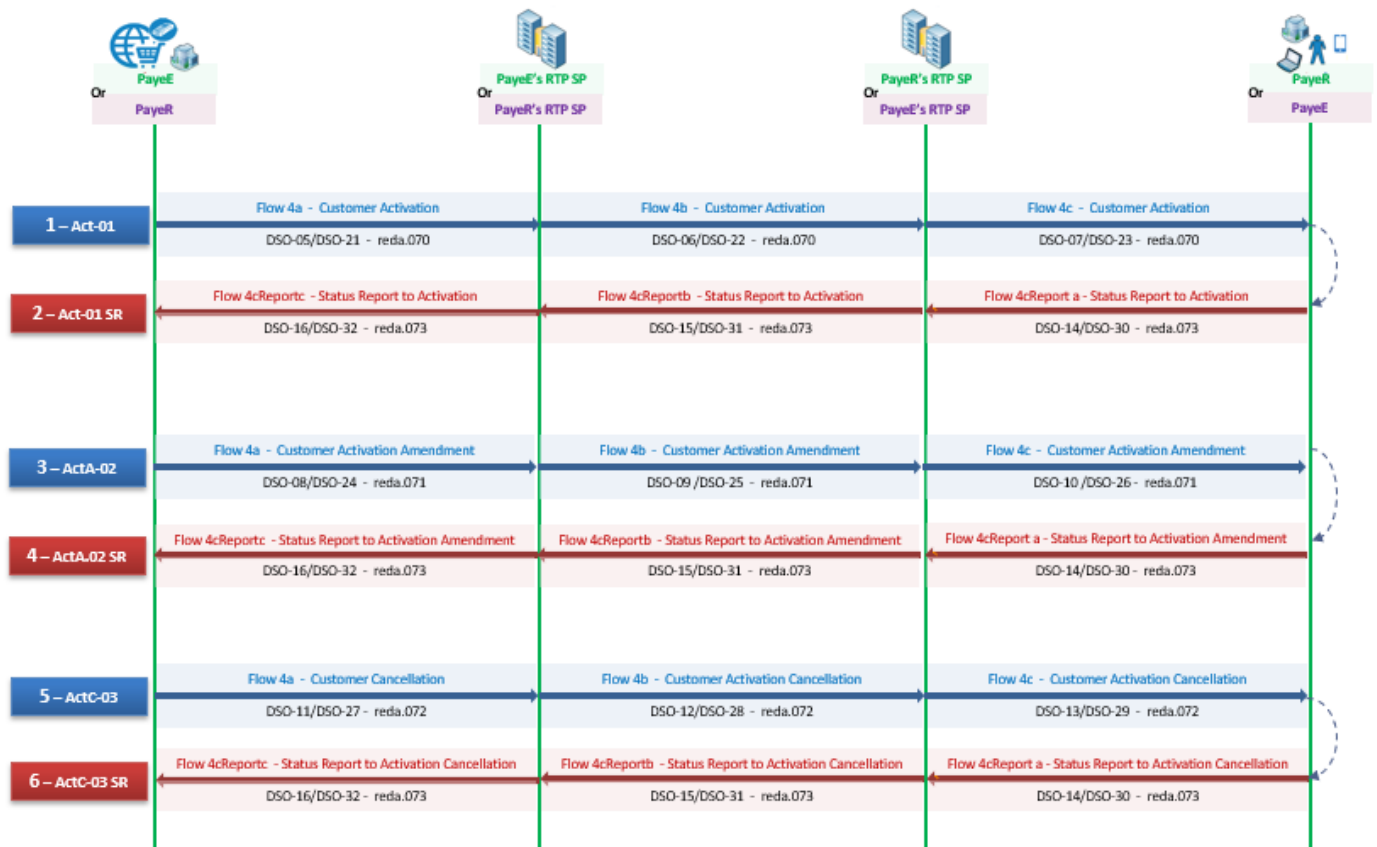 PayeE
Or
PayeR
PayeE's RTP SP
Or
PayeR's RTP SP
PayeR's RTP SP
Or
PayeE's RTP SP
PayeR
Or
PayeE
1 – Act-01
Flow 4a - Customer Activation
DSO-05/DSO-21 - reda.070
Flow 4b - Customer Activation
DSO-06/DSO-22 - reda.070
Flow 4c - Customer Activation
DSO-07/DSO-23 - reda.070
2 – Act-01 SR
Flow 4cReportc - Status Report to Activation
DSO-16/DSO-32 - reda.073
Flow 4cReportb - Status Report to Activation
DSO-15/DSO-31 - reda.073
Flow 4cReport a - Status Report to Activation
DSO-14/DSO-30 - reda.073
3 – ActA-02
Flow 4a - Customer Activation Amendment
DSO-08/DSO-24 - reda.071
Flow 4b - Customer Activation Amendment
DSO-09 /DSO-25 - reda.071
Flow 4c - Customer Activation Amendment
DSO-10 /DSO-26 - reda.071
4 – ActA.02 SR
Flow 4cReportc - Status Report to Activation Amendment
DSO-16/DSO-32 - reda.073
Flow 4cReportb - Status Report to Activation Amendment
DSO-15/DSO-31 - reda.073
Flow 4cReport a - Status Report to Activation Amendment
DSO-14/DSO-30 - reda.073
5 – ActC-03
Flow 4a - Customer Cancellation
DSO-11/DSO-27 - reda.072
Flow 4b - Customer Activation Cancellation
DSO-12/DSO-28 - reda.072
Flow 4c - Customer Activation Cancellation
DSO-13/DSO-29 - reda.072
6 – ActC-03 SR
Flow 4cReportc - Status Report to Activation Cancellation
DSO-16/DSO-32 - reda.073
Flow 4cReportb - Status Report to Activation Cancellation
DSO-15/DSO-31 - reda.073
Flow 4cReport a - Status Report to Activation Cancellation
DSO-14/DSO-30 - reda.073